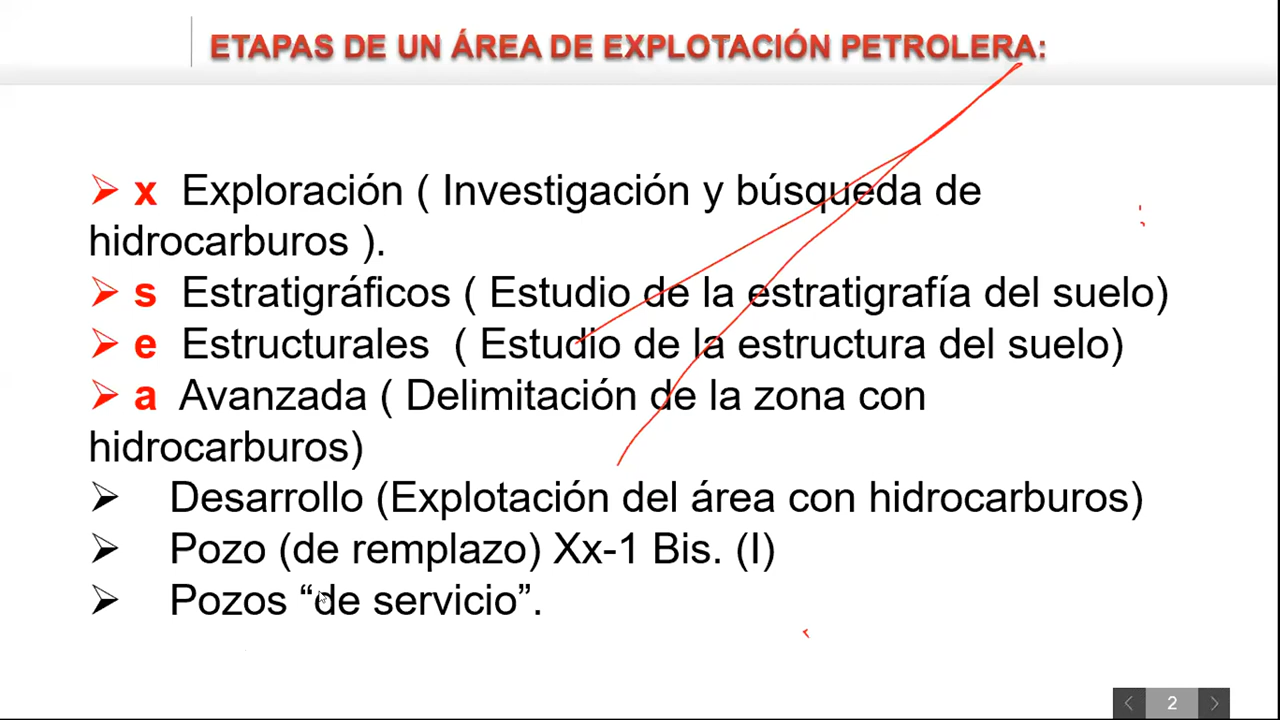 ETAPAS DE UN ÁREA DE EXPLOTACIÓN PETROLERA:
x Exploración ( Investigación y búsqueda de
hidrocarburos ).
s Estratigráficos ( Estudio de la estratigrafía del suelo)
e Estructurales ( Estudio de la estructura del suelo)
a Avanzada ( Delimitación de la zona con
hidrocarburos)
Desarrollo (Explotación del área con hidrocarburos)
Pozo (de remplazo) Xx-1 Bis. (I)
Pozos “de servicio”.
2